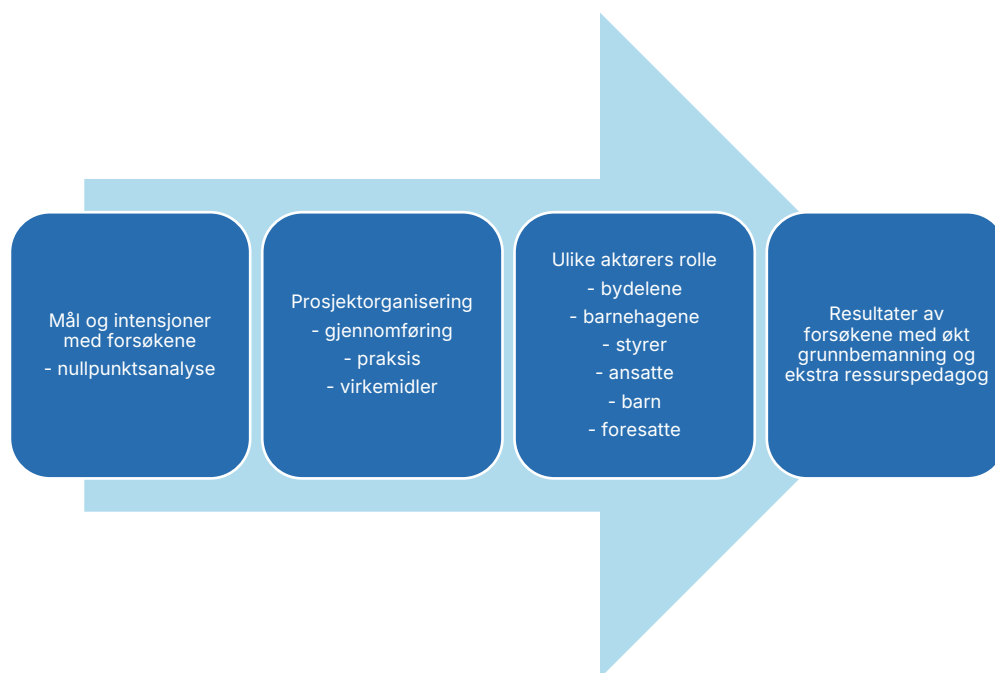 Mål og intensjoner
med forsøkene
- nullpunktsanalyse
Prosjektorganisering
- gjennomføring
- praksis
- virkemidler
Ulike aktørers rolle
- bydelene
- barnehagene
- styrer
- ansatte
- barn
- foresatte
Resultater av
forsøkene med økt
grunnbemanning og
ekstra ressurspedagog